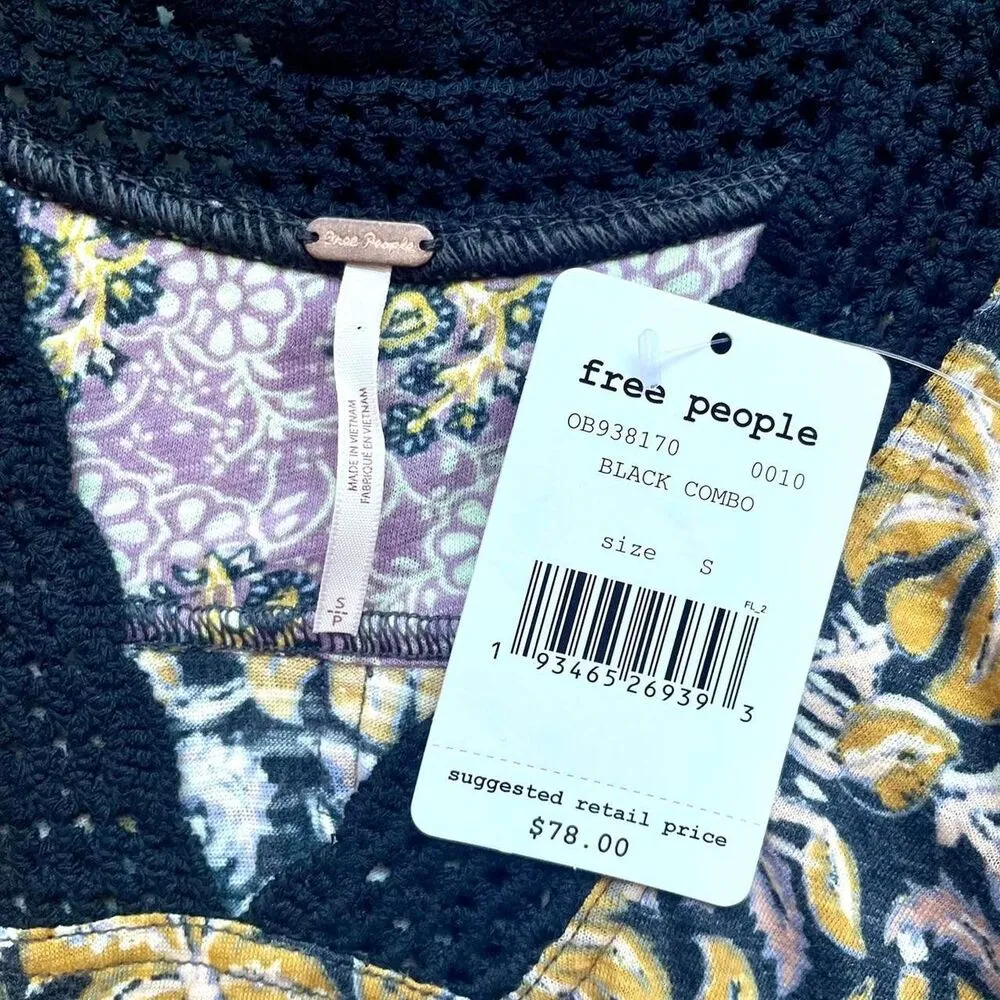 Free People
MADE IN VIETNAM
FABRIQUÉ EN VIETNAM
S|P
free people
OB938170 0010
BLACK COMBO
size S
FL_2
1 93465 26939 3
suggested retail price
$78.00